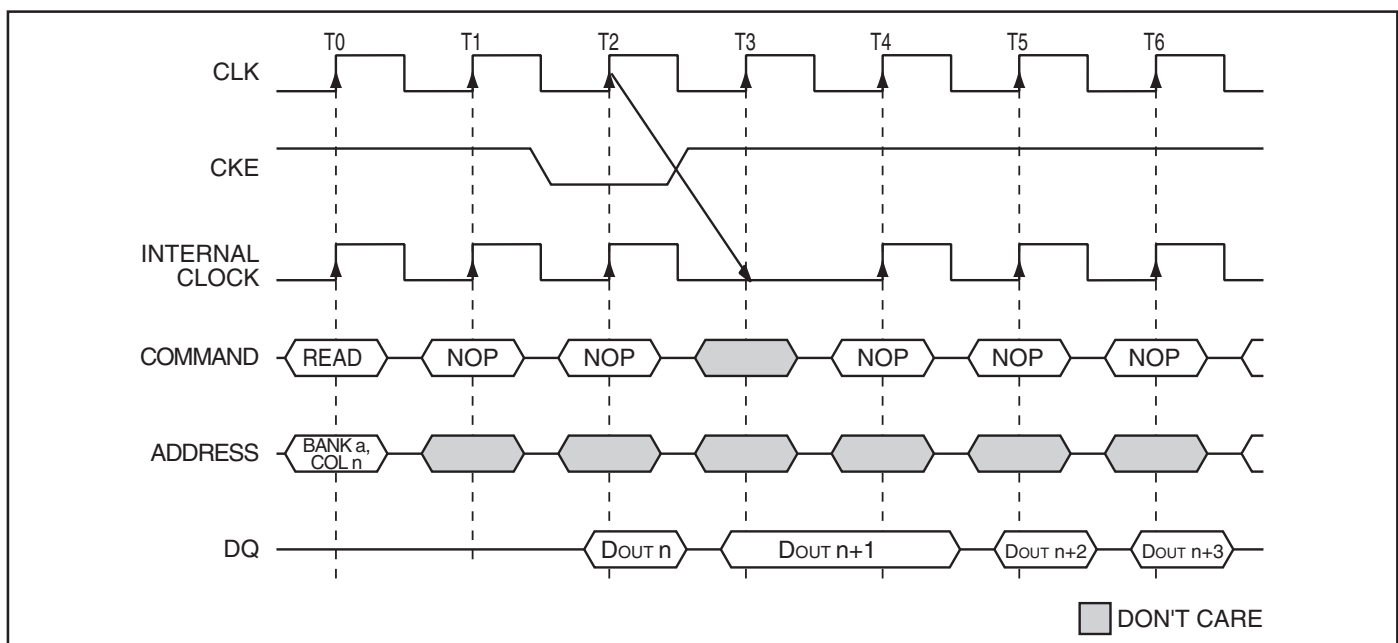 T0 T1 T2 T3 T4 T5 T6
CLK
CKE
INTERNAL
CLOCK
COMMAND READ NOP NOP NOP NOP NOP
ADDRESS BANK a,
COL n
DQ DOUT n DOUT n+1 DOUT n+2 DOUT n+3
DON'T CARE